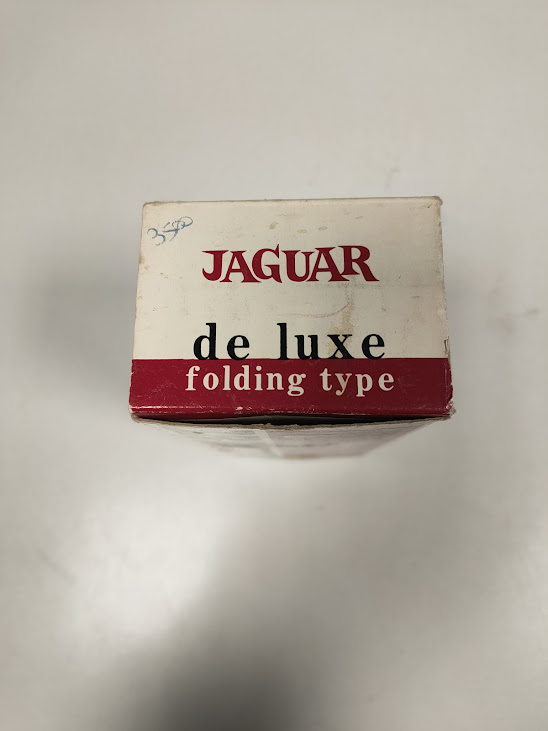 JAGUAR
de luxe
folding type